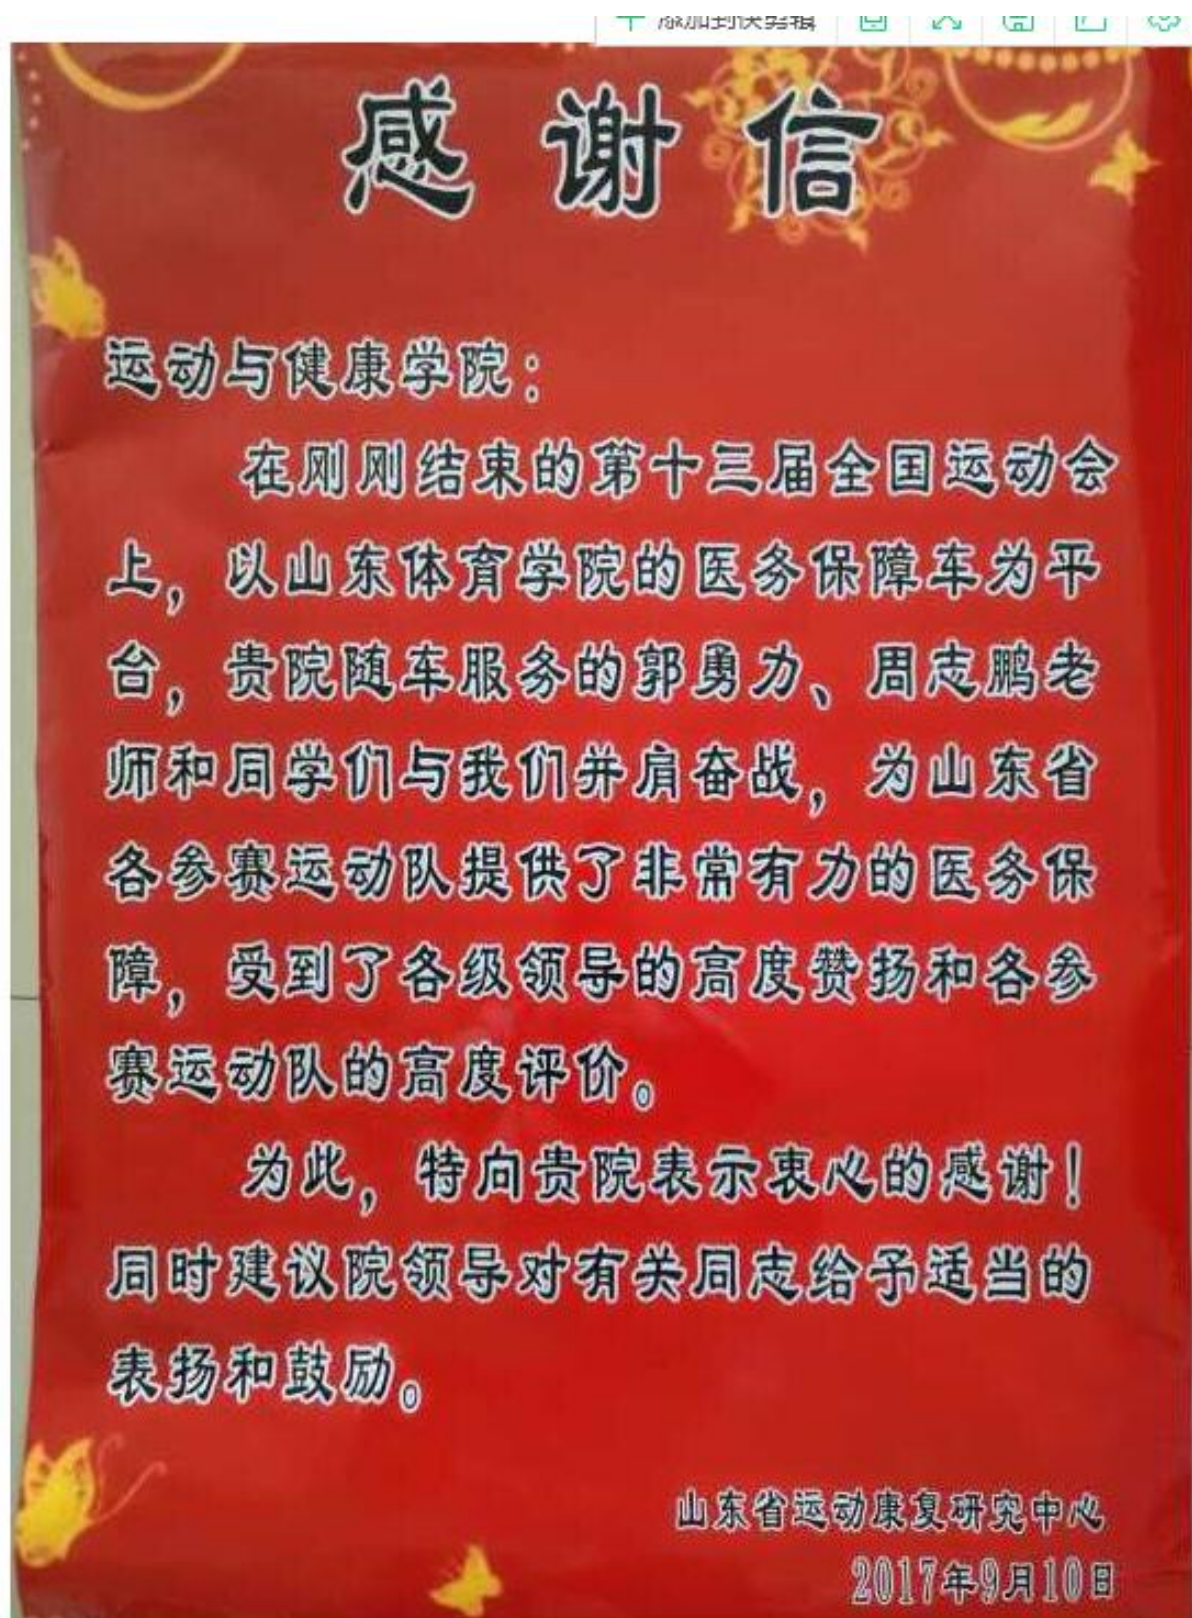 添加到快剪辑
感谢信
运动与健康学院：
在刚刚结束的第十三届全国运动会
上，以山东体育学院的医务保障车为平
台，贵院随车服务的郭勇力、周志鹏老
师和同学们与我们并肩奋战，为山东省
各参赛运动队提供了非常有力的医务保
障，受到了各级领导的高度赞扬和各参
赛运动队的高度评价。
为此，特向贵院表示衷心的感谢！
同时建议院领导对有关同志给予适当的
表扬和鼓励。
山东省运动康复研究中心
2017年9月10日